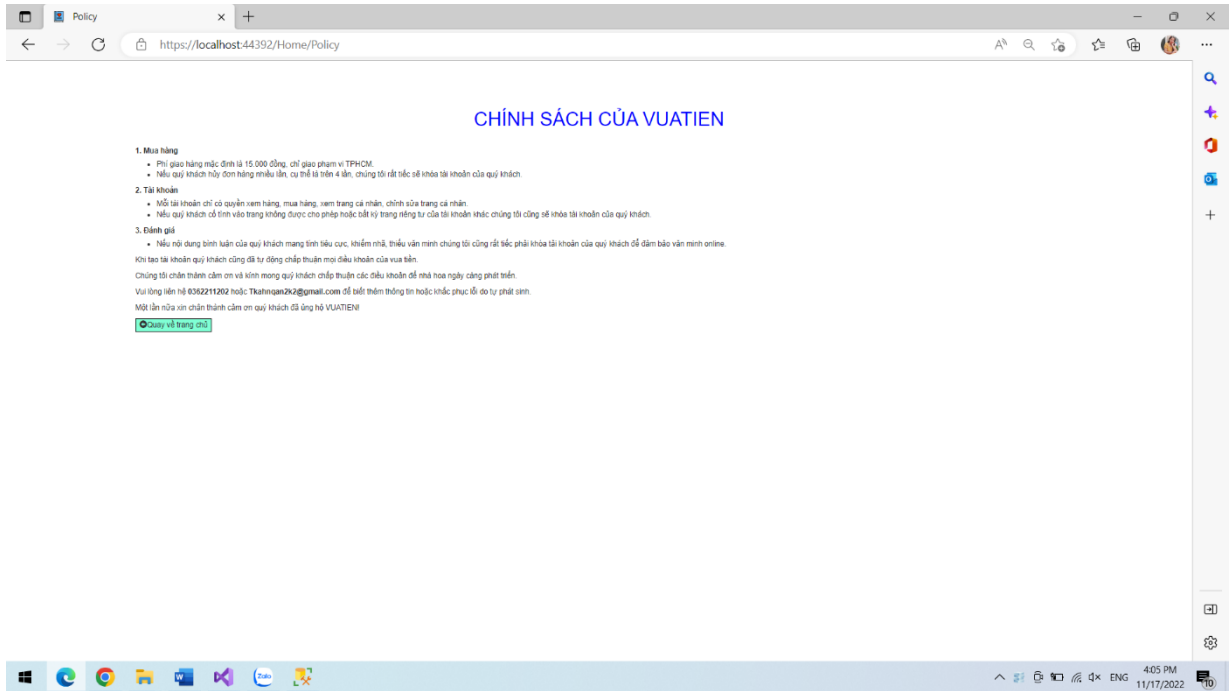 Policy
https://localhost:44392/Home/Policy
CHÍNH SÁCH CỦA VUATIEN
1. Mua hàng
Phí giao hàng mặc định là 15.000 đồng, chỉ giao phạm vi TPHCM.
Nếu quý khách hủy đơn hàng nhiều lần, cụ thể là trên 4 lần, chúng tôi rất tiếc sẽ khóa tài khoản của quý khách.
2. Tài khoản
Mỗi tài khoản chỉ có quyền xem hàng, mua hàng, xem trang cá nhân, chỉnh sửa trang cá nhân.
Nếu quý khách cố tình vào trang không được cho phép hoặc bất kỳ trang riêng tư của tài khoản khác chúng tôi cũng sẽ khóa tài khoản của quý khách.
3. Đánh giá
Nếu nội dung bình luận của quý khách mang tính tiêu cực, khiếm nhã, thiếu văn minh chúng tôi cũng rất tiếc phải khóa tài khoản của quý khách để đảm bảo văn minh online.
Khi tạo tài khoản quý khách cũng đã tự động chấp thuận mọi điều khoản của vua tiền.
Chúng tôi chân thành cảm ơn và kính mong quý khách chấp thuận các điều khoản để nhà hoa ngày càng phát triển.
Vui lòng liên hệ 0362211202 hoặc Tkahnqan2k2@gmail.com để biết thêm thông tin hoặc khắc phục lỗi do tự phát sinh.
Một lần nữa xin chân thành cảm ơn quý khách đã ủng hộ VUATIEN!
Quay về trang chủ
Zalo
ENG
4:05 PM
11/17/2022
10